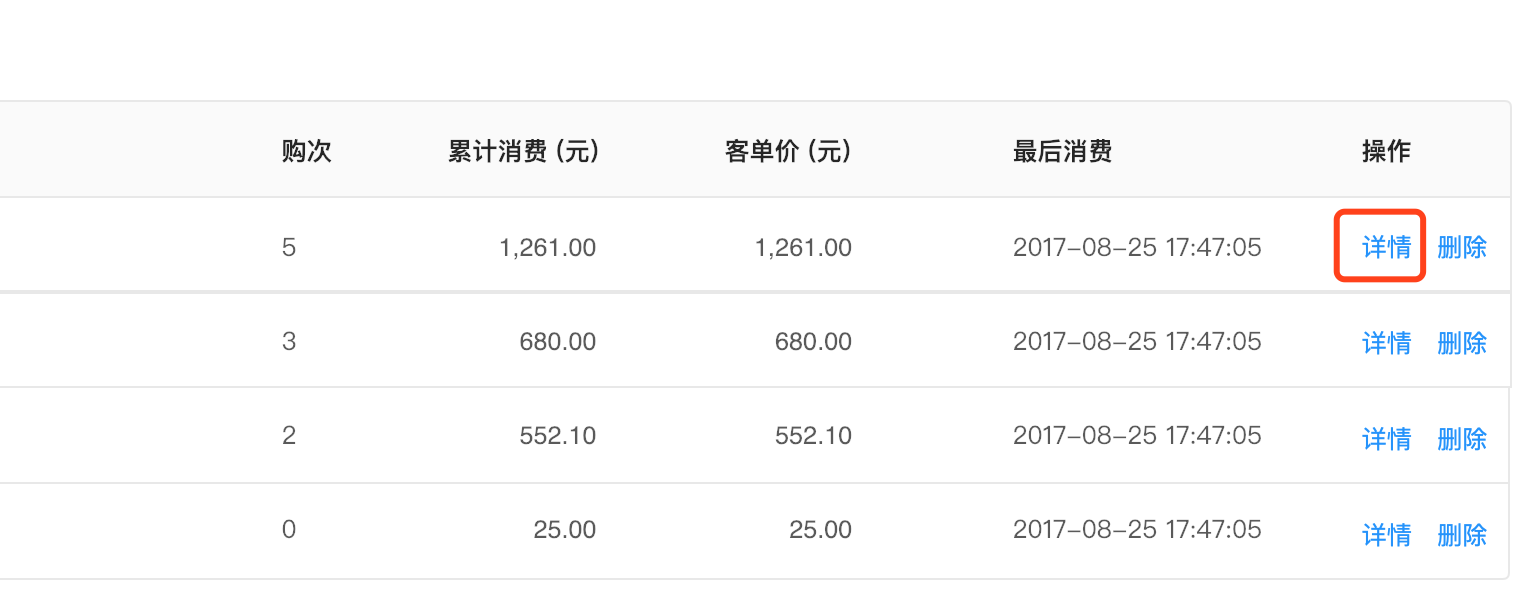 购次 累计消费 (元) 客单价 (元) 最后消费 操作
5 1,261.00 1,261.00 2017-08-25 17:47:05 详情 删除
3 680.00 680.00 2017-08-25 17:47:05 详情 删除
2 552.10 552.10 2017-08-25 17:47:05 详情 删除
0 25.00 25.00 2017-08-25 17:47:05 详情 删除